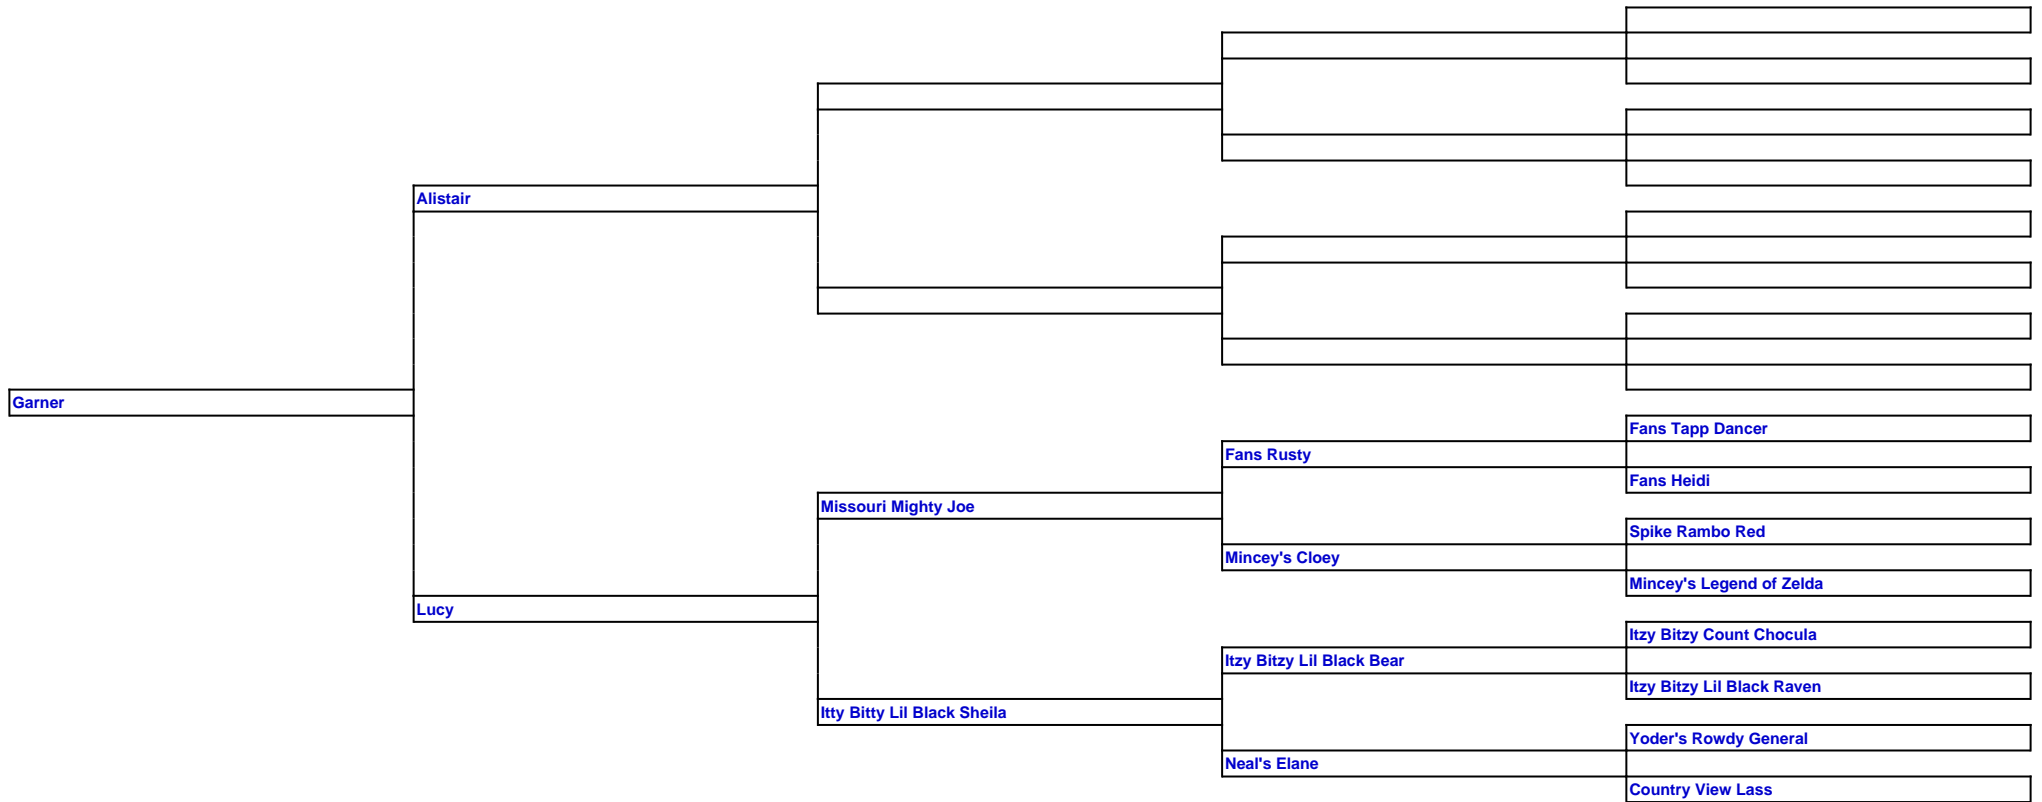 Alistair
Garner
Fans Tapp Dancer
Fans Rusty
Fans Heidi
Missouri Mighty Joe
Spike Rambo Red
Mincey's Cloey
Mincey's Legend of Zelda
Lucy
Itzy Bitzy Count Chocula
Itzy Bitzy Lil Black Bear
Itzy Bitzy Lil Black Raven
Itty Bitty Lil Black Sheila
Yoder's Rowdy General
Neal's Elane
Country View Lass